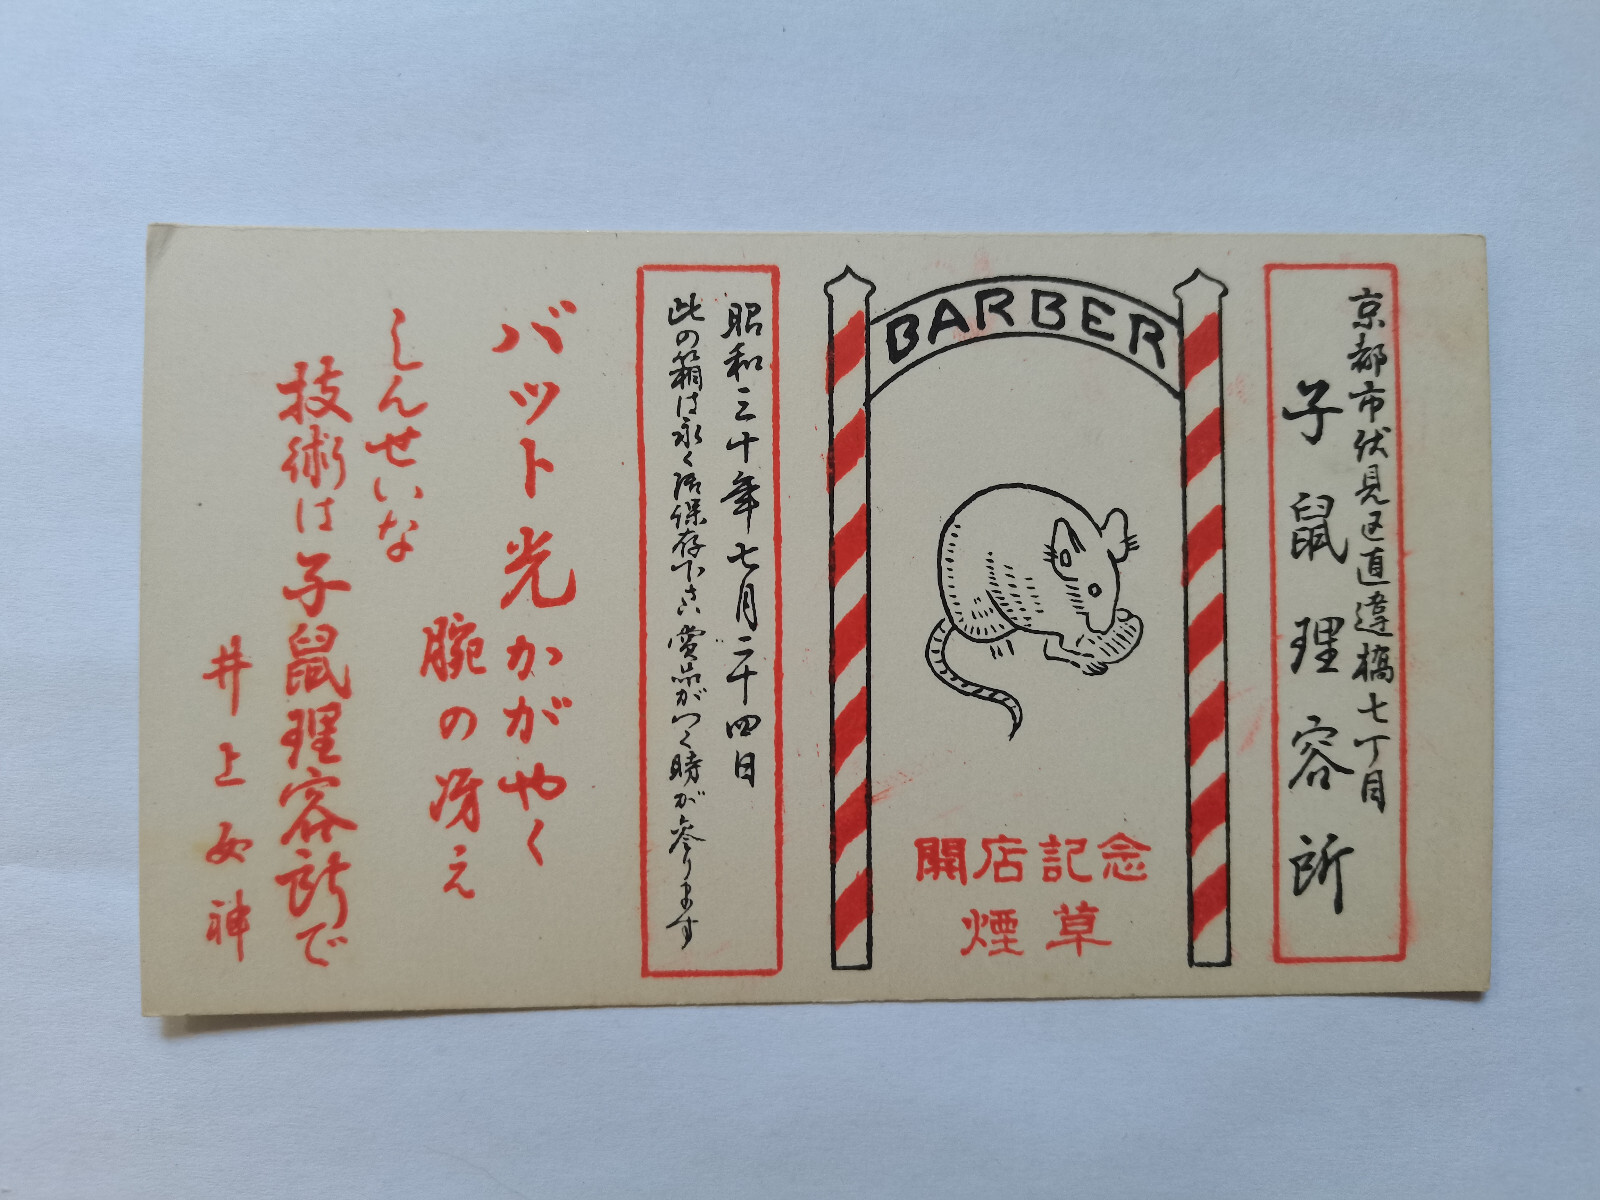 京都市伏見区直違橋七丁目
子鼠理容所
BARBER
開店記念
煙草
昭和三十年七月二十四日
此の箱は永く御保存下さい賞品がつく時が参ります
バット光かがやく
腕の冴え
しんせいな
技術は子鼠理容所で
井上女神